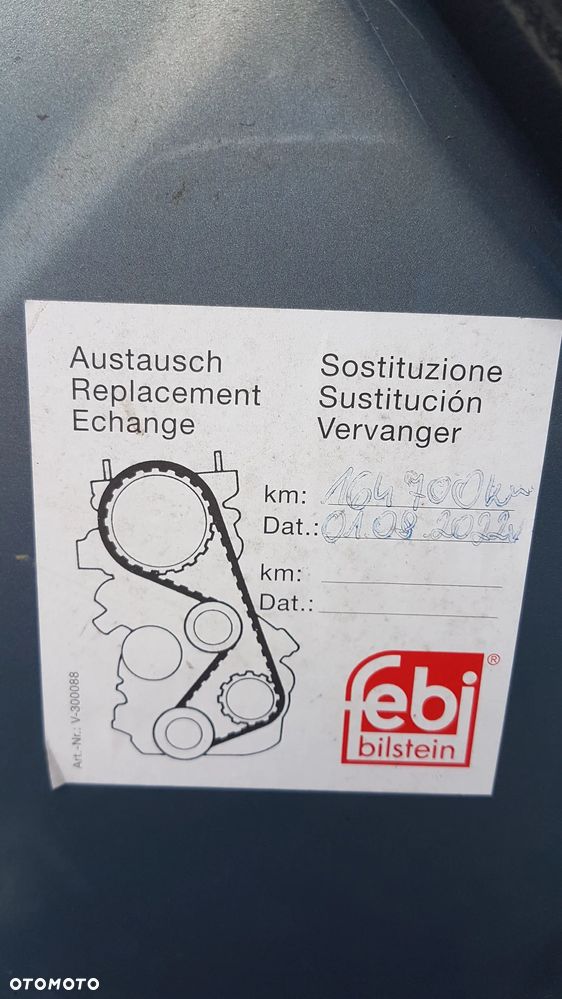 Austausch
Replacement
Echange
Sostituzione
Sustitución
Vervanger
km: 164 700km
Dat.: 01.08.2022r
km:
Dat.:
Art.-Nr.: V-300088
febi®
bilstein
OTOMOTO